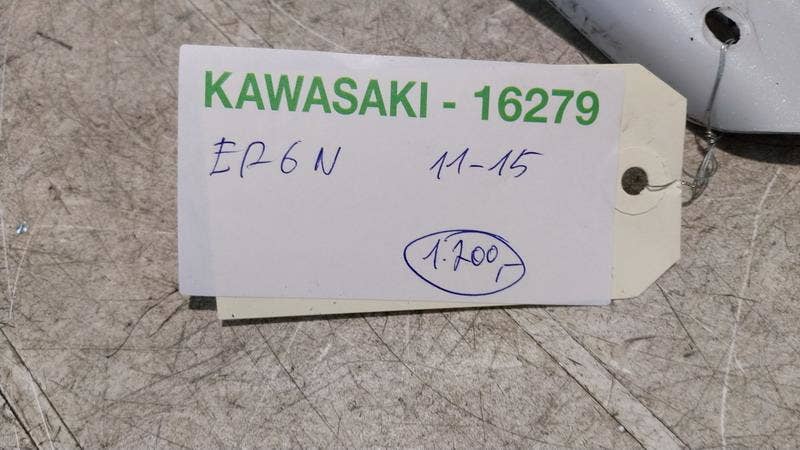 KAWASAKI - 16279
ER6N 11-15
1.200,-